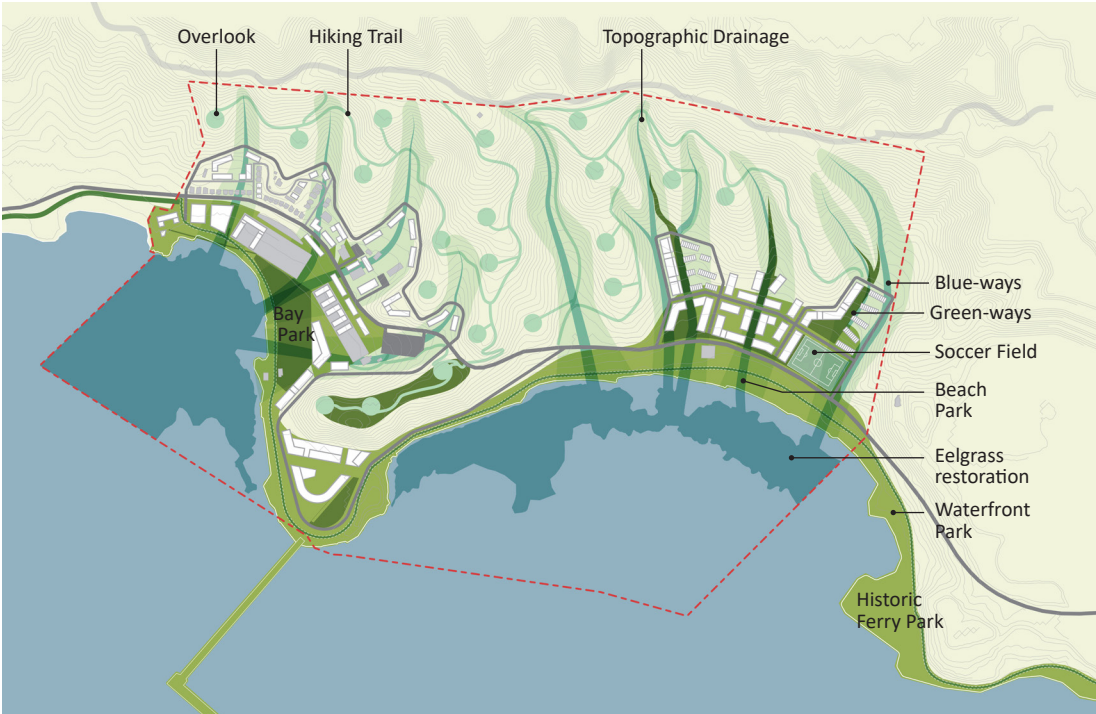 Overlook
Hiking Trail
Topographic Drainage
Blue-ways
Green-ways
Bay
Park
Soccer Field
Beach
Park
Eelgrass
restoration
Waterfront
Park
Historic
Ferry Park